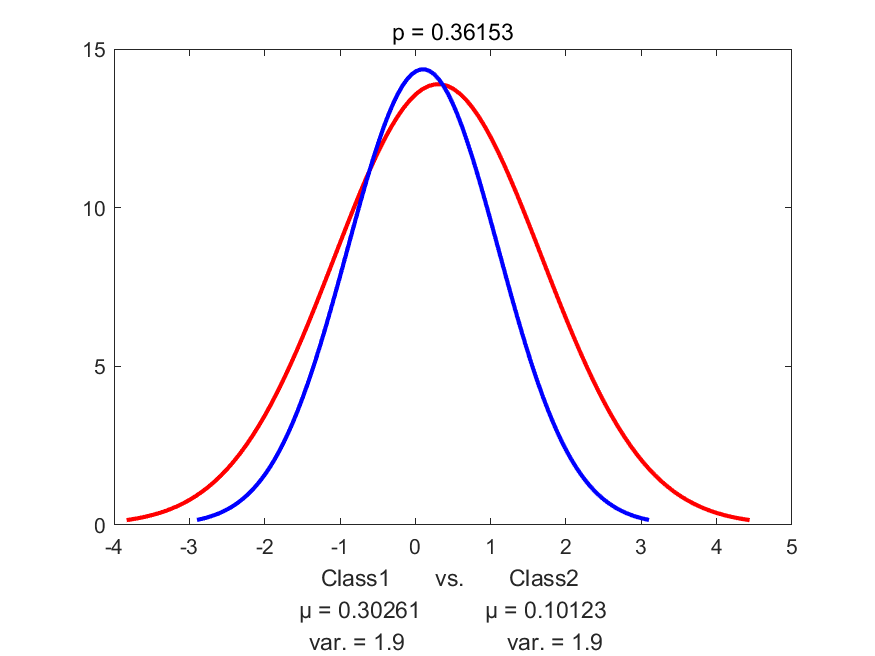 p = 0.36153
15
10
5
0
-4 -3 -2 -1 0 1 2 3 4 5
Class1 vs. Class2
μ = 0.30261 μ = 0.10123
var. = 1.9 var. = 1.9